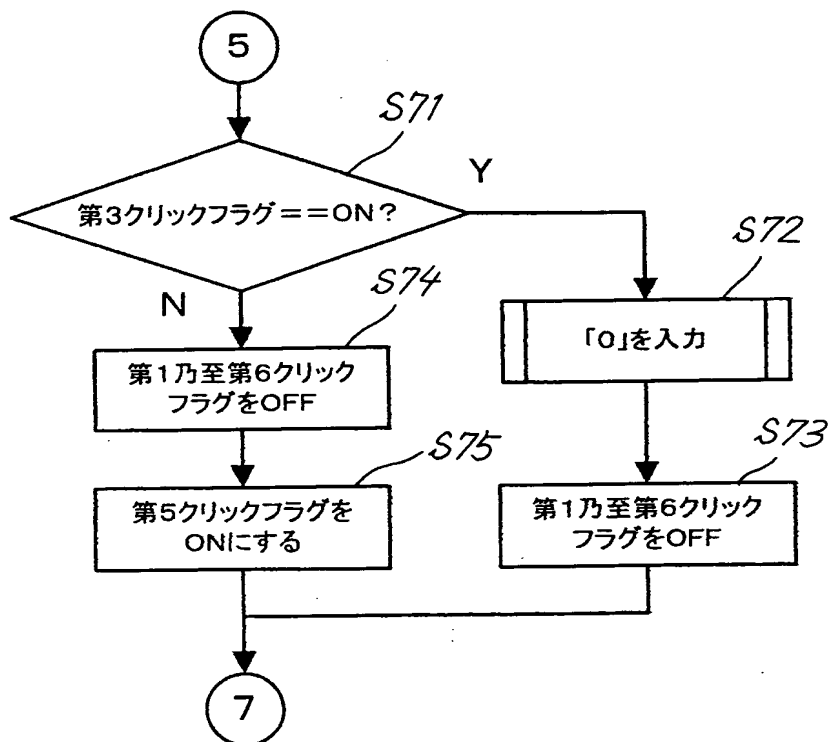 5
S71
第3クリックフラグ==ON?
Y
N
S74
第1乃至第6クリック
フラグをOFF
S75
第5クリックフラグを
ONにする
S72
「0」を入力
S73
第1乃至第6クリック
フラグをOFF
7